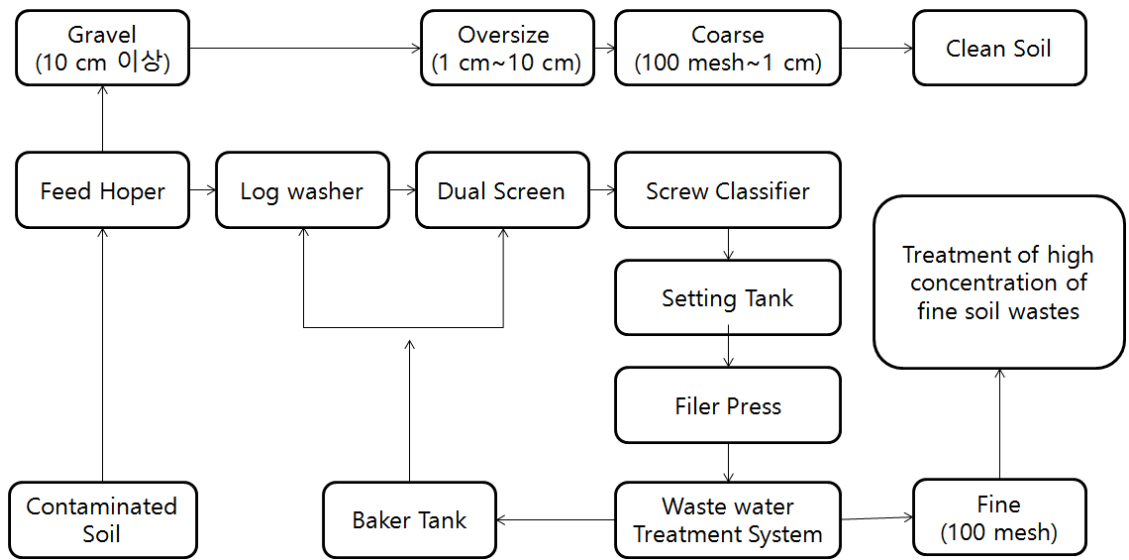 Gravel
(10 cm 이상)
Oversize
(1 cm~10 cm)
Coarse
(100 mesh~1 cm)
Clean Soil
Feed Hoper
Log washer
Dual Screen
Screw Classifier
Treatment of high
concentration of
fine soil wastes
Setting Tank
Filer Press
Contaminated
Soil
Baker Tank
Waste water
Treatment System
Fine
(100 mesh)